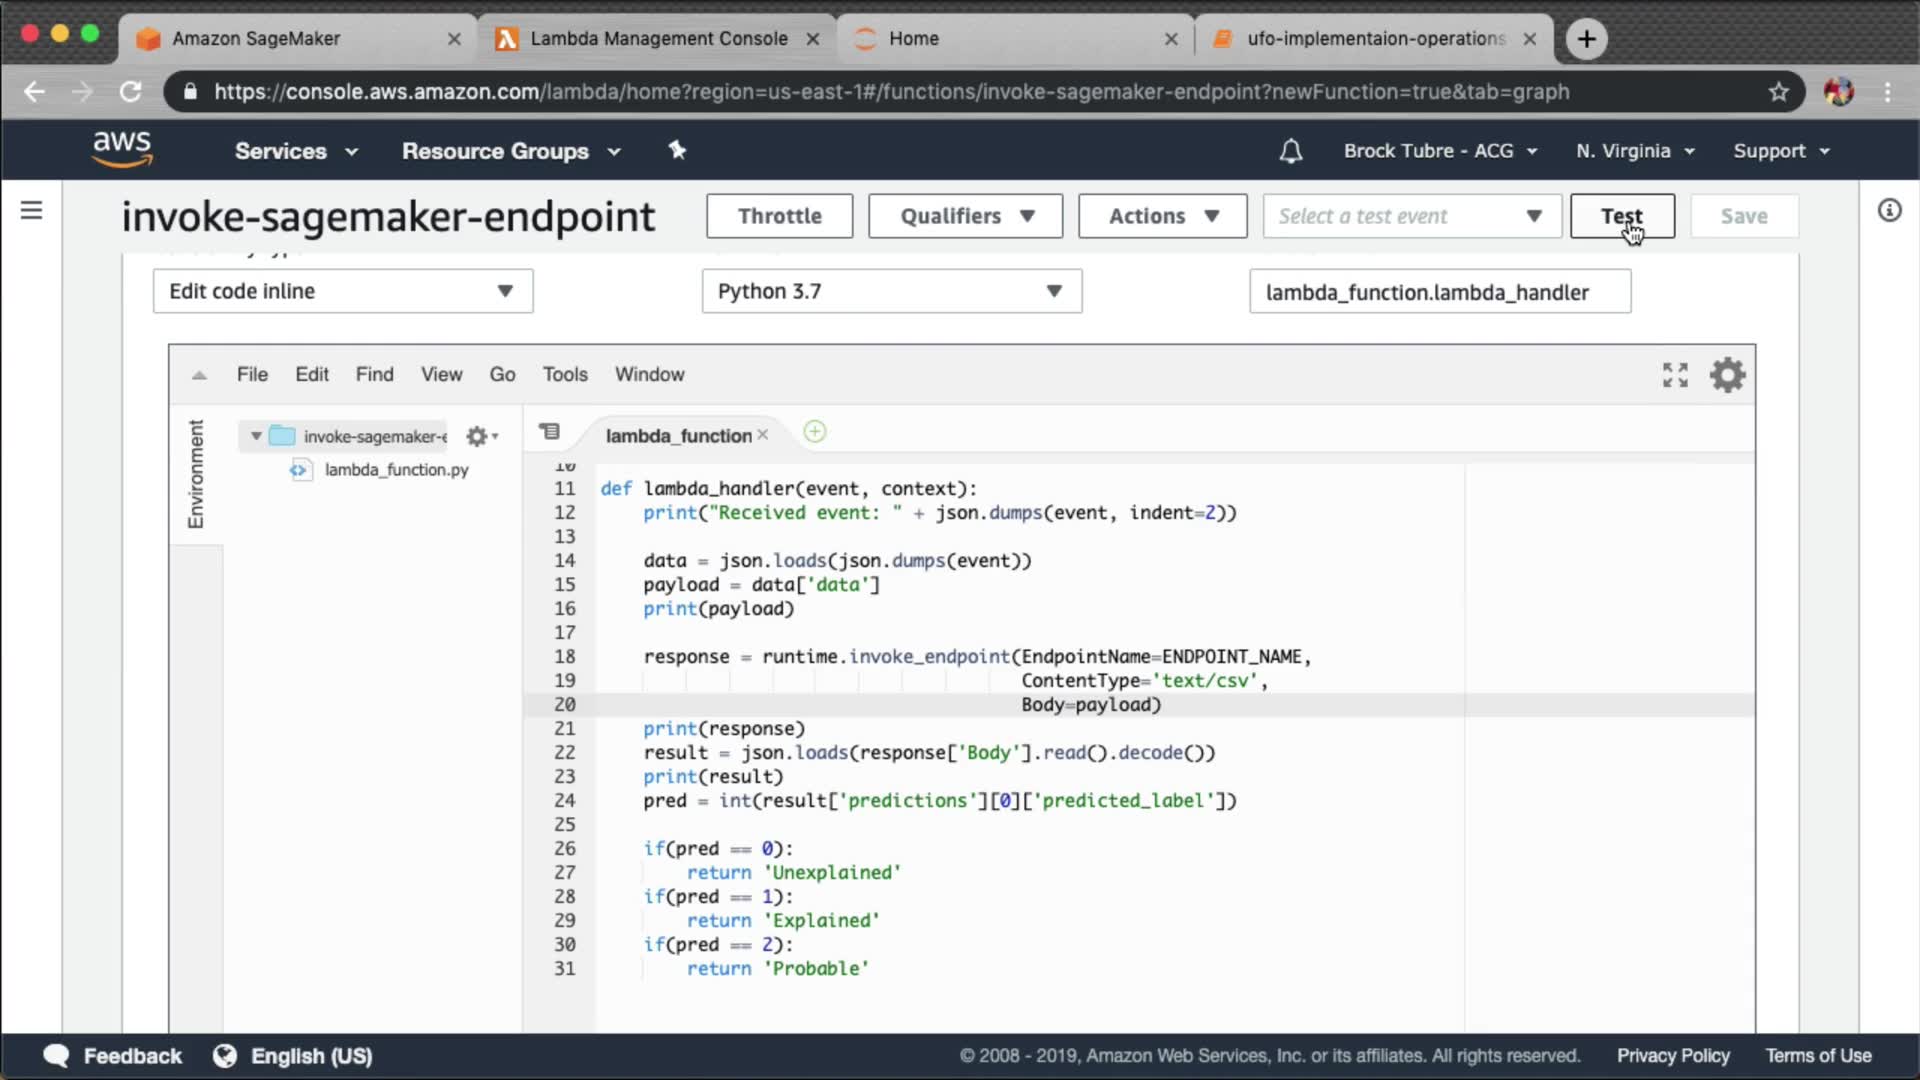 Amazon SageMaker
Lambda Management Console
Home
ufo-implementaion-operations
https://console.aws.amazon.com/lambda/home?region=us-east-1#/functions/invoke-sagemaker-endpoint?newFunction=true&tab=graph
aws
Services
Resource Groups
Brock Tubre - ACG
N. Virginia
Support
invoke-sagemaker-endpoint
Throttle
Qualifiers
Actions
Select a test event
Test
Save
Edit code inline
Python 3.7
lambda_function.lambda_handler
File Edit Find View Go Tools Window
Environment
invoke-sagemaker-e
lambda_function.py
lambda_function
10
11 def lambda_handler(event, context):
12 print("Received event: " + json.dumps(event, indent=2))
13
14 data = json.loads(json.dumps(event))
15 payload = data['data']
16 print(payload)
17
18 response = runtime.invoke_endpoint(EndpointName=ENDPOINT_NAME,
19 ContentType='text/csv',
20 Body=payload)
21 print(response)
22 result = json.loads(response['Body'].read().decode())
23 print(result)
24 pred = int(result['predictions'][0]['predicted_label'])
25
26 if(pred == 0):
27 return 'Unexplained'
28 if(pred == 1):
29 return 'Explained'
30 if(pred == 2):
31 return 'Probable'
Feedback
English (US)
© 2008 - 2019, Amazon Web Services, Inc. or its affiliates. All rights reserved.
Privacy Policy
Terms of Use